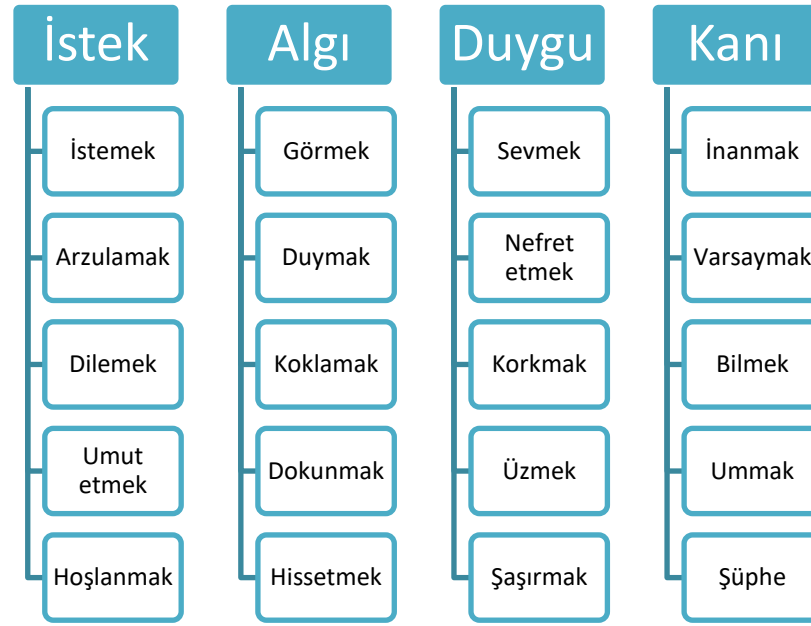 İstek
İstemek
Arzulamak
Dilemek
Umut
etmek
Hoşlanmak
Algı
Görmek
Duymak
Koklamak
Dokunmak
Hissetmek
Duygu
Sevmek
Nefret
etmek
Korkmak
Üzmek
Şaşırmak
Kanı
İnanmak
Varsaymak
Bilmek
Ummak
Şüphe